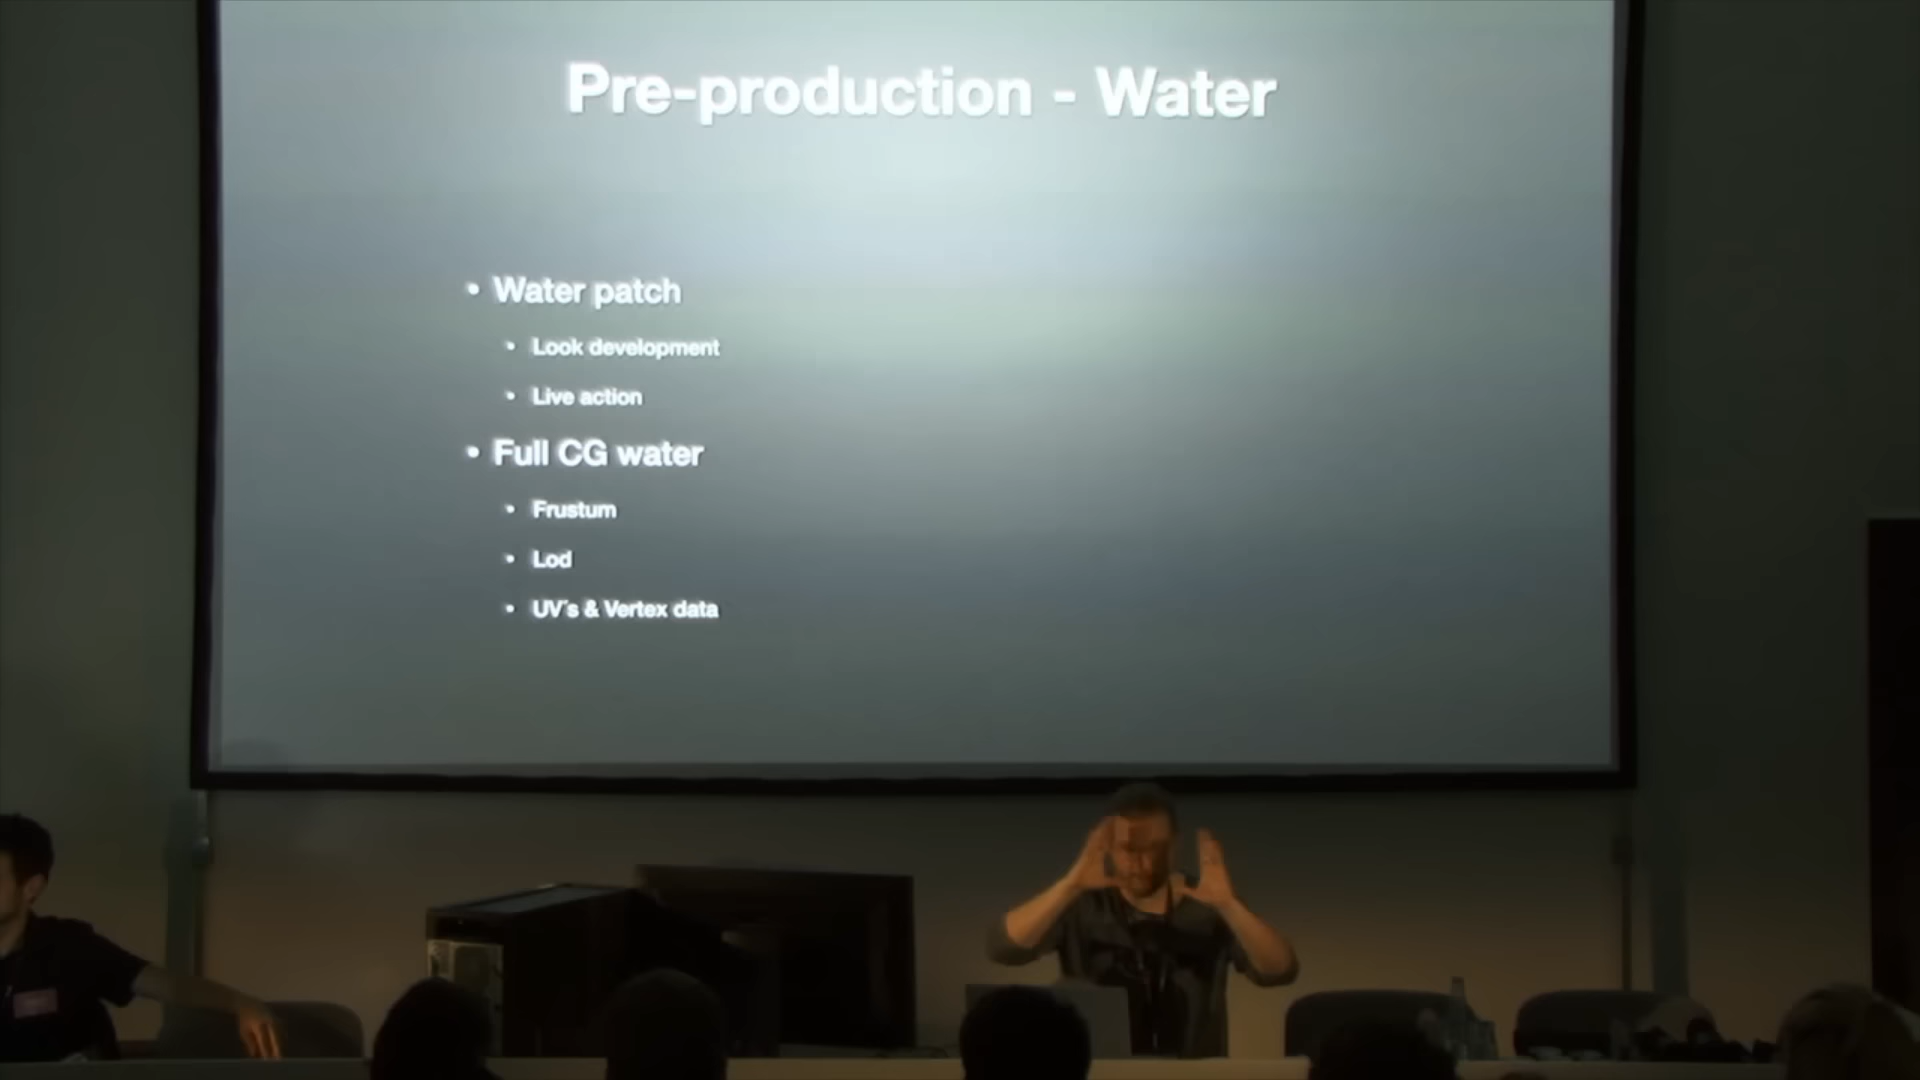 Pre-production - Water
• Water patch
• Look development
• Live action
• Full CG water
• Frustum
• Lod
• UV´s & Vertex data